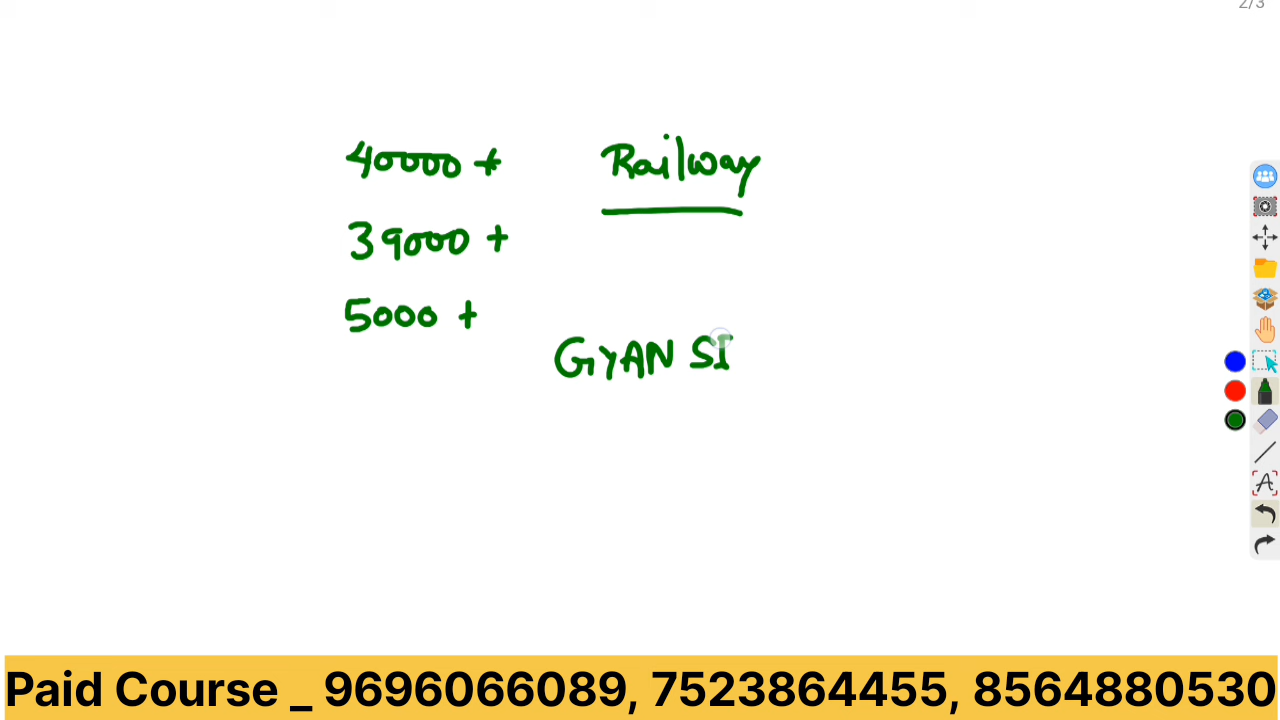 2/3
40000 + Railway
39000 +
5000 +
GYAN SI
Paid Course _ 9696066089, 7523864455, 8564880530